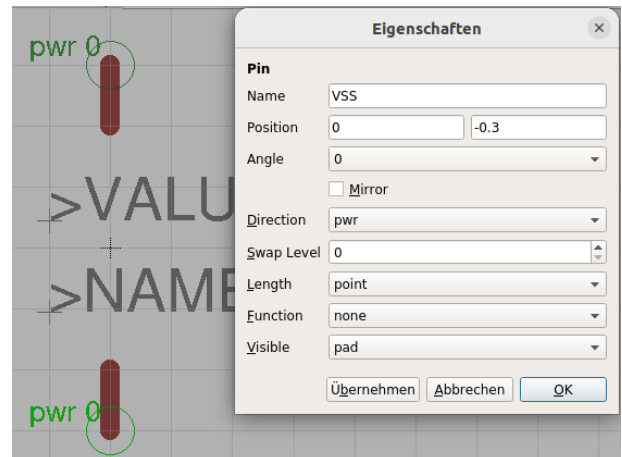 pwr 0
>VALU
>NAME
pwr 0
Eigenschaften
Pin
Name VSS
Position 0 -0.3
Angle 0
Mirror
Direction pwr
Swap Level 0
Length point
Function none
Visible pad
Übernehmen Abbrechen OK